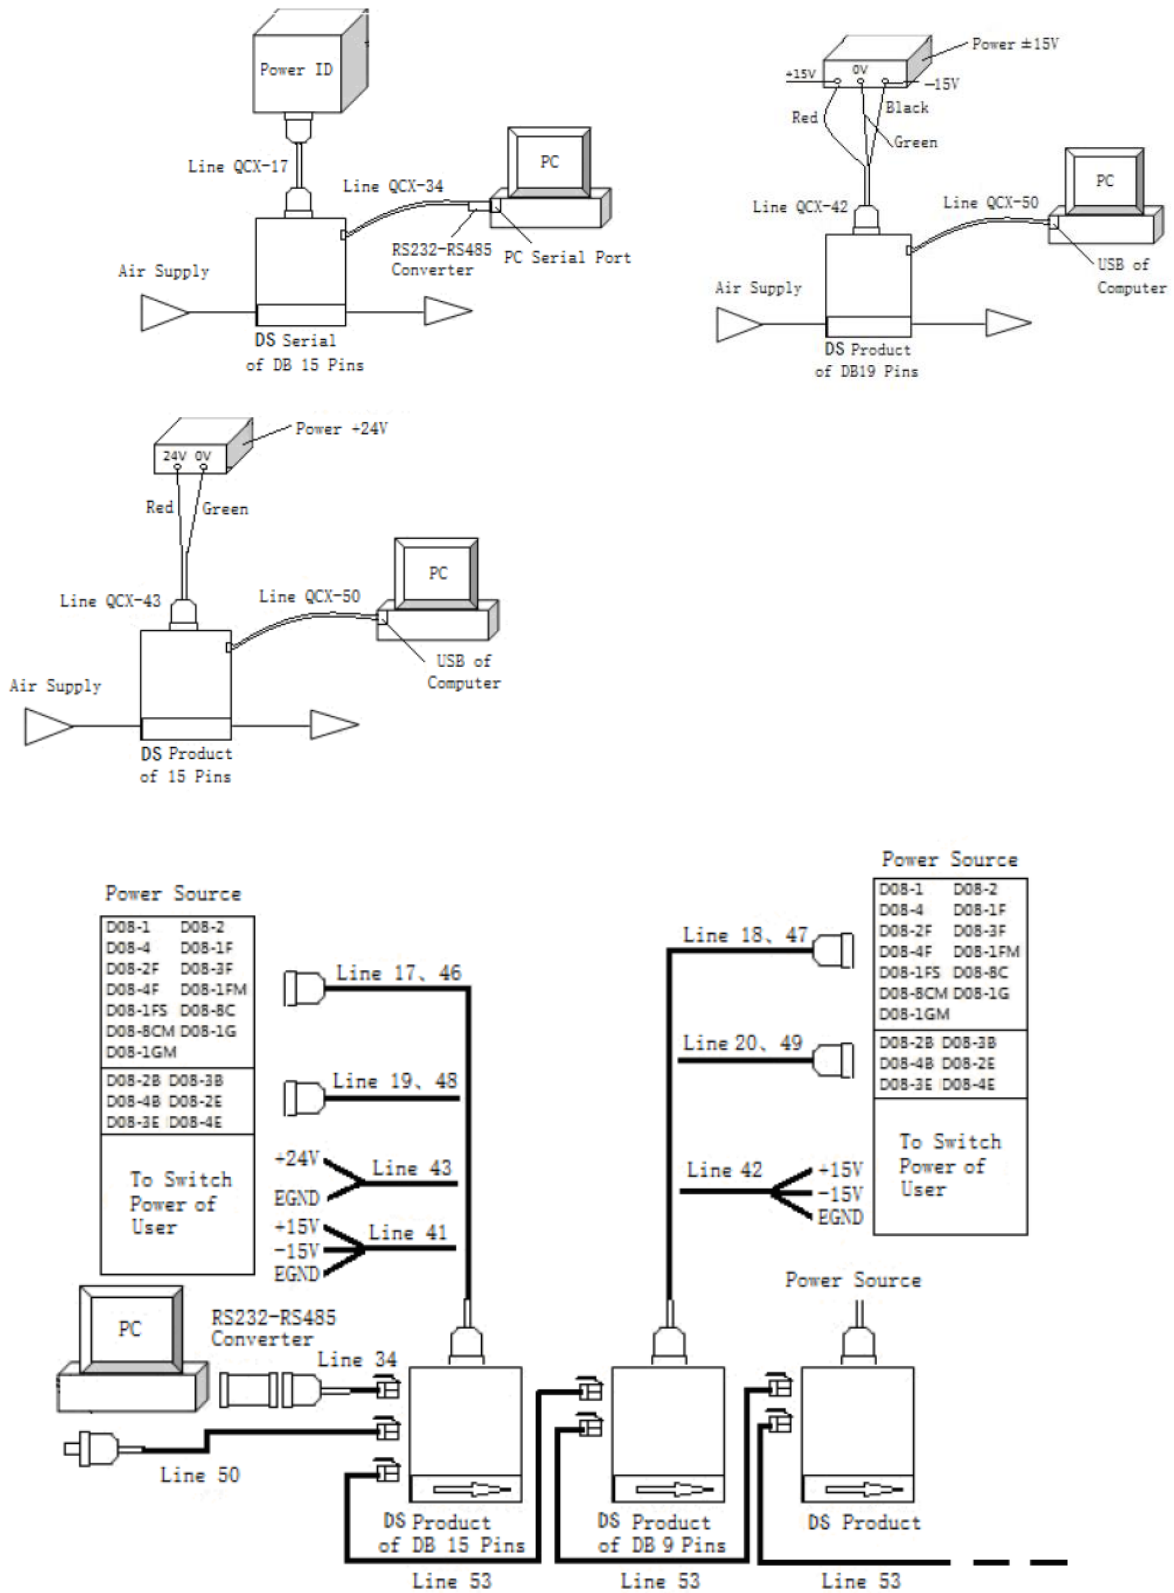 Power ID
Line QCX-17
Line QCX-34
PC
RS232-RS485
Converter
PC Serial Port
Air Supply
DS Serial
of DB 15 Pins
Power ±15V
+15V
0V
—15V
Red
Black
Green
PC
Line QCX-42
Line QCX-50
USB of
Computer
Air Supply
DS Product
of DB19 Pins
Power +24V
24V 0V
Red
Green
PC
Line QCX-43
Line QCX-50
USB of
Computer
Air Supply
DS Product
of 15 Pins
Power Source
D08-1 D08-2
D08-4 D08-1F
D08-2F D08-3F
D08-4F D08-1FM
D08-1FS D08-8C
D08-8CM D08-1G
D08-1GM
D08-2B D08-3B
D08-4B D08-2E
D08-3E D08-4E
To Switch
Power of
User
Line 17、46
Line 19、48
+24V
EGND
Line 43
+15V
-15V
EGND
Line 41
Power Source
D08-1 D08-2
D08-4 D08-1F
D08-2F D08-3F
D08-4F D08-1FM
D08-1FS D08-8C
D08-8CM D08-1G
D08-1GM
D08-2B D08-3B
D08-4B D08-2E
D08-3E D08-4E
To Switch
Power of
User
Line 18、47
Line 20、49
Line 42
+15V
-15V
EGND
Power Source
PC
RS232-RS485
Converter
Line 34
Line 50
DS Product
of DB 15 Pins
DS Product
of DB 9 Pins
DS Product
Line 53
Line 53
Line 53